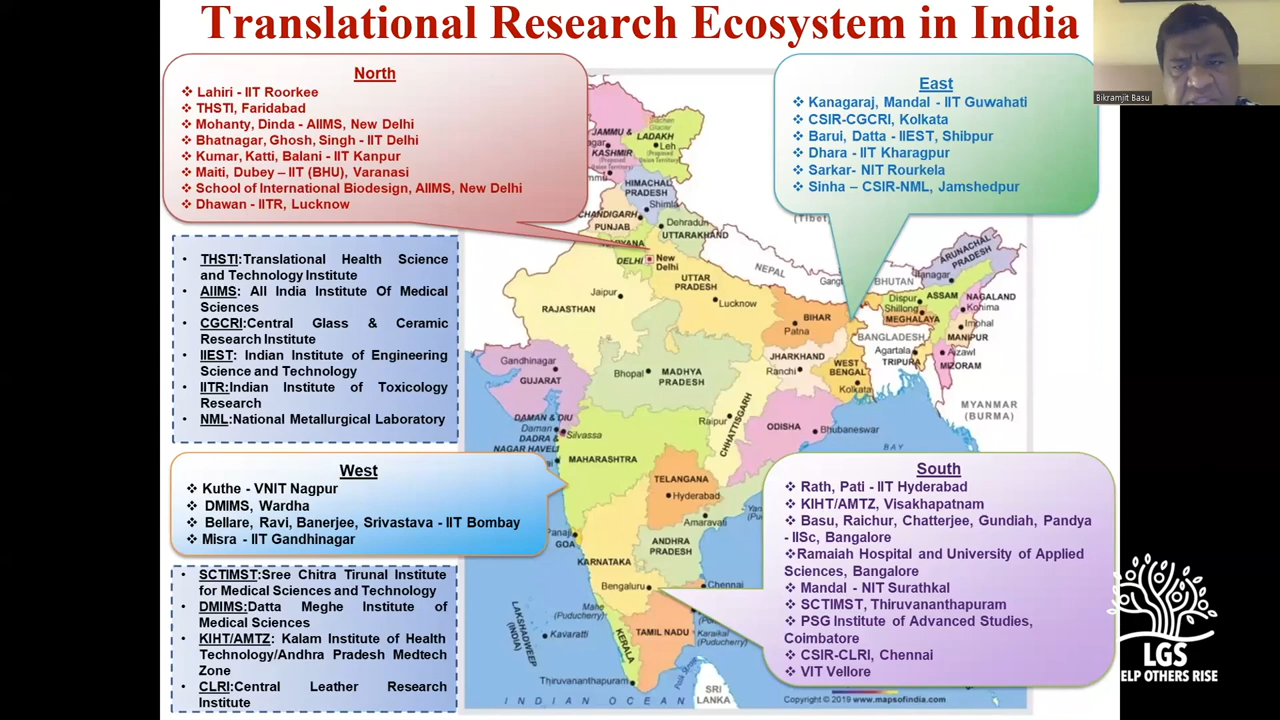 Translational Research Ecosystem in India
Bikramjit Basu
North
❖ Lahiri - IIT Roorkee
❖ THSTI, Faridabad
❖ Mohanty, Dinda - AIIMS, New Delhi
❖ Bhatnagar, Ghosh, Singh - IIT Delhi
❖ Kumar, Katti, Balani - IIT Kanpur
❖ Maiti, Dubey – IIT (BHU), Varanasi
❖ School of International Biodesign, AIIMS, New Delhi
❖ Dhawan - IITR, Lucknow
East
❖ Kanagaraj, Mandal - IIT Guwahati
❖ CSIR-CGCRI, Kolkata
❖ Barui, Datta - IIEST, Shibpur
❖ Dhara - IIT Kharagpur
❖ Sarkar- NIT Rourkela
❖ Sinha – CSIR-NML, Jamshedpur
• THSTI:Translational Health Science
and Technology Institute
• AIIMS: All India Institute Of Medical
Sciences
• CGCRI:Central Glass & Ceramic
Research Institute
• IIEST: Indian Institute of Engineering
Science and Technology
• IITR:Indian Institute of Toxicology
Research
• NML:National Metallurgical Laboratory
West
❖ Kuthe - VNIT Nagpur
❖ DMIMS, Wardha
❖ Bellare, Ravi, Banerjee, Srivastava - IIT Bombay
❖ Misra - IIT Gandhinagar
• SCTIMST:Sree Chitra Tirunal Institute
for Medical Sciences and Technology
• DMIMS:Datta Meghe Institute of
Medical Sciences
• KIHT/AMTZ: Kalam Institute of Health
Technology/Andhra Pradesh Medtech
Zone
• CLRI:Central Leather Research
Institute
South
❖ Rath, Pati - IIT Hyderabad
❖ KIHT/AMTZ, Visakhapatnam
❖ Basu, Raichur, Chatterjee, Gundiah, Pandya
- IISc, Bangalore
❖Ramaiah Hospital and University of Applied
Sciences, Bangalore
❖ Mandal - NIT Surathkal
❖ SCTIMST, Thiruvananthapuram
❖ PSG Institute of Advanced Studies,
Coimbatore
❖ CSIR-CLRI, Chennai
❖ VIT Vellore
JAMMU &
KASHMIR
LADAKH
Leh
HIMACHAL
PRADESH
Shimla
CHANDIGARH
PUNJAB
Dehradun
UTTARAKHAND
DELHI
New
Delhi
(Tibet
NEPAL
BHUTAN
ARUNACHAL
PRADESH
Itanagar
UTTAR
PRADESH
Jaipur
RAJASTHAN
Lucknow
BIHAR
Patna
Dispur
ASSAM
NAGALAND
Kohima
Shillong
MEGHALAYA
Imphal
MANIPUR
BANGLADESH
Agartala
TRIPURA
Aizawl
MIZORAM
Gandhinagar
GUJARAT
Bhopal
MADHYA
PRADESH
JHARKHAND
Ranchi
WEST
BENGAL
Kolkata
MYANMAR
(BURMA)
Raipur
CHHATTISGARH
ODISHA
Bhubaneswar
BAY
DAMAN & DIU
Daman
DADRA &
NAGAR HAVELI
Silvassa
MAHARASHTRA
TELANGANA
Hyderabad
Amaravati
Panaji
GOA
ANDHRA
PRADESH
KARNATAKA
Bengaluru
Chennai
Mahe
(Puducherry)
LAKSHADWEEP
(INDIA)
Kavaratti
KERALA
TAMIL NADU
Karaikal
(Puducherry)
Thiruvananthapuram
SRI
LANKA
INDIAN OCEAN
Copyright © 2019 www.mapsofindia.com
LGS
ELP OTHERS RISE